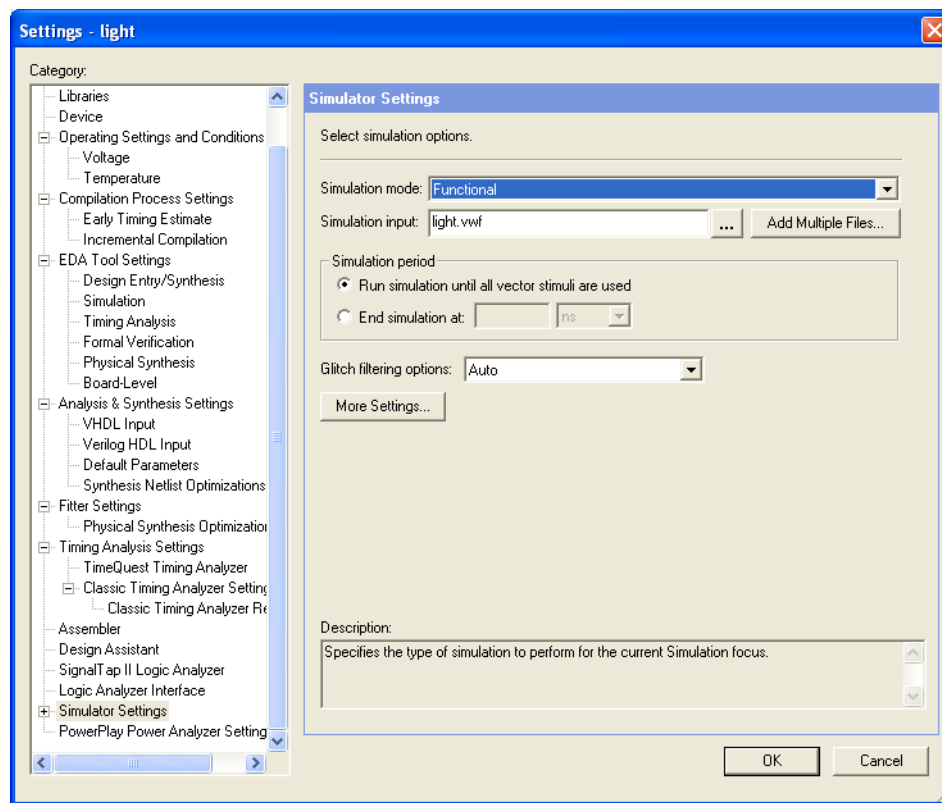 Settings - light
Category:
Libraries
Device
Operating Settings and Conditions
Voltage
Temperature
Compilation Process Settings
Early Timing Estimate
Incremental Compilation
EDA Tool Settings
Design Entry/Synthesis
Simulation
Timing Analysis
Formal Verification
Physical Synthesis
Board-Level
Analysis & Synthesis Settings
VHDL Input
Verilog HDL Input
Default Parameters
Synthesis Netlist Optimizations
Fitter Settings
Physical Synthesis Optimization
Timing Analysis Settings
TimeQuest Timing Analyzer
Classic Timing Analyzer Setting
Classic Timing Analyzer Re
Assembler
Design Assistant
SignalTap II Logic Analyzer
Logic Analyzer Interface
Simulator Settings
PowerPlay Power Analyzer Setting
Simulator Settings
Select simulation options.
Simulation mode: Functional
Simulation input: light.vwf ... Add Multiple Files...
Simulation period
Run simulation until all vector stimuli are used
End simulation at: ns
Glitch filtering options: Auto
More Settings...
Description:
Specifies the type of simulation to perform for the current Simulation focus.
OK Cancel